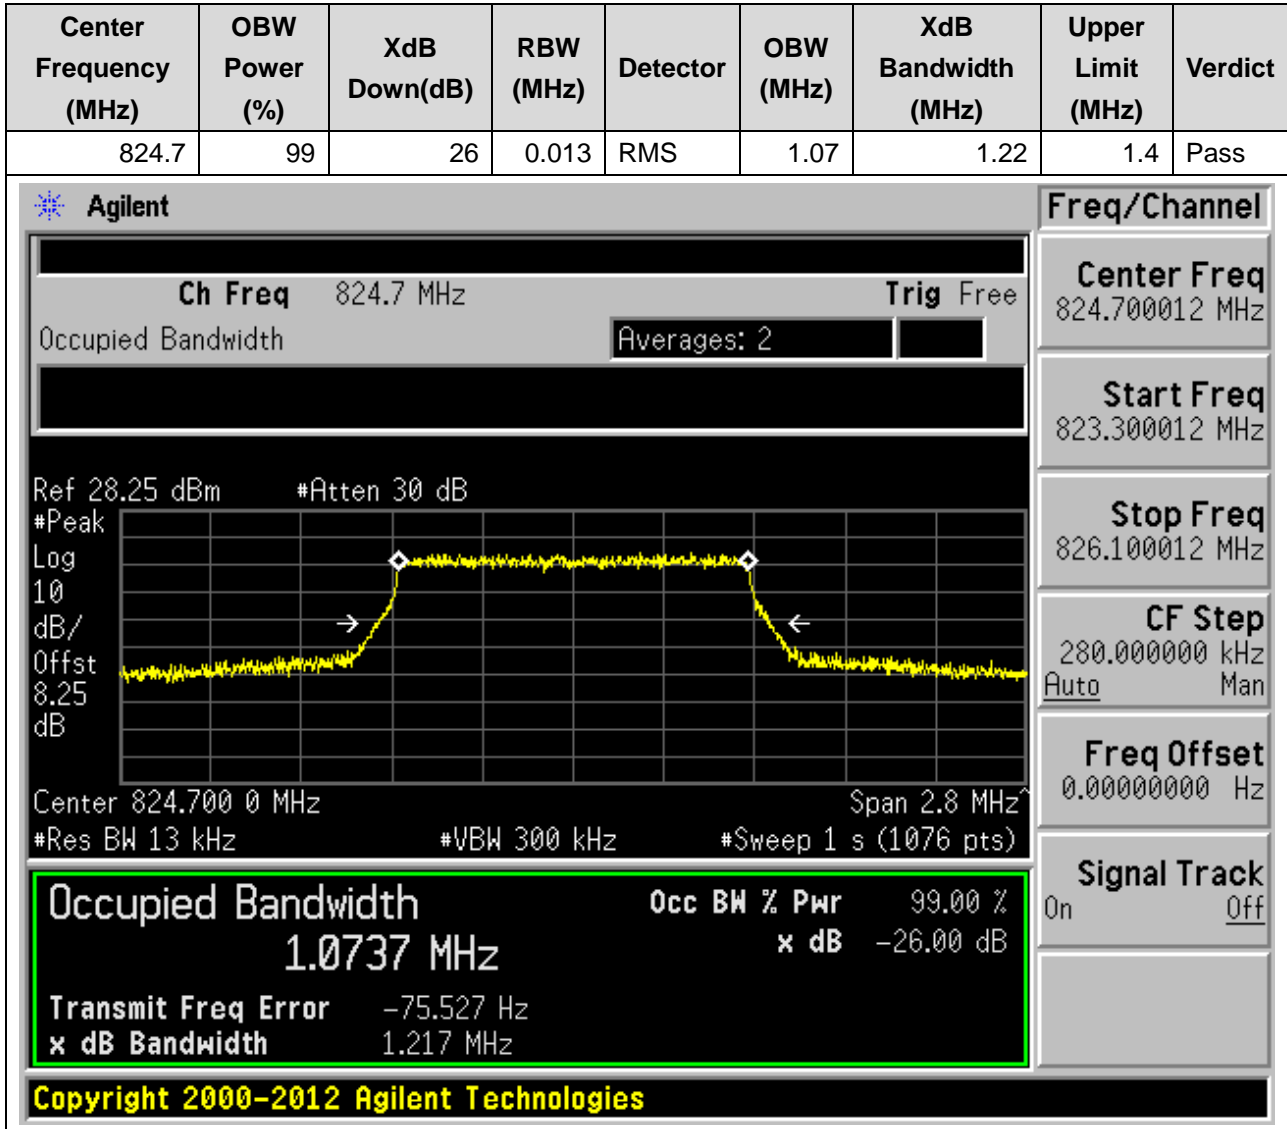 Center Frequency (MHz) OBW Power (%) XdB Down(dB) RBW (MHz) Detector OBW (MHz) XdB Bandwidth (MHz) Upper Limit (MHz) Verdict
824.7 99 26 0.013 RMS 1.07 1.22 1.4 Pass
Agilent
Freq/Channel
Ch Freq 824.7 MHz Trig Free
Occupied Bandwidth Averages: 2
Center Freq
824.700012 MHz
Start Freq
823.300012 MHz
Stop Freq
826.100012 MHz
CF Step
280.000000 kHz
Auto Man
Freq Offset
0.00000000 Hz
Signal Track
On Off
Ref 28.25 dBm #Atten 30 dB
#Peak
Log
10
dB/
Offst
8.25
dB
Center 824.700 0 MHz Span 2.8 MHz^
#Res BW 13 kHz #VBW 300 kHz #Sweep 1 s (1076 pts)
Occupied Bandwidth Occ BW % Pwr 99.00 %
1.0737 MHz x dB -26.00 dB
Transmit Freq Error -75.527 Hz
x dB Bandwidth 1.217 MHz
Copyright 2000-2012 Agilent Technologies